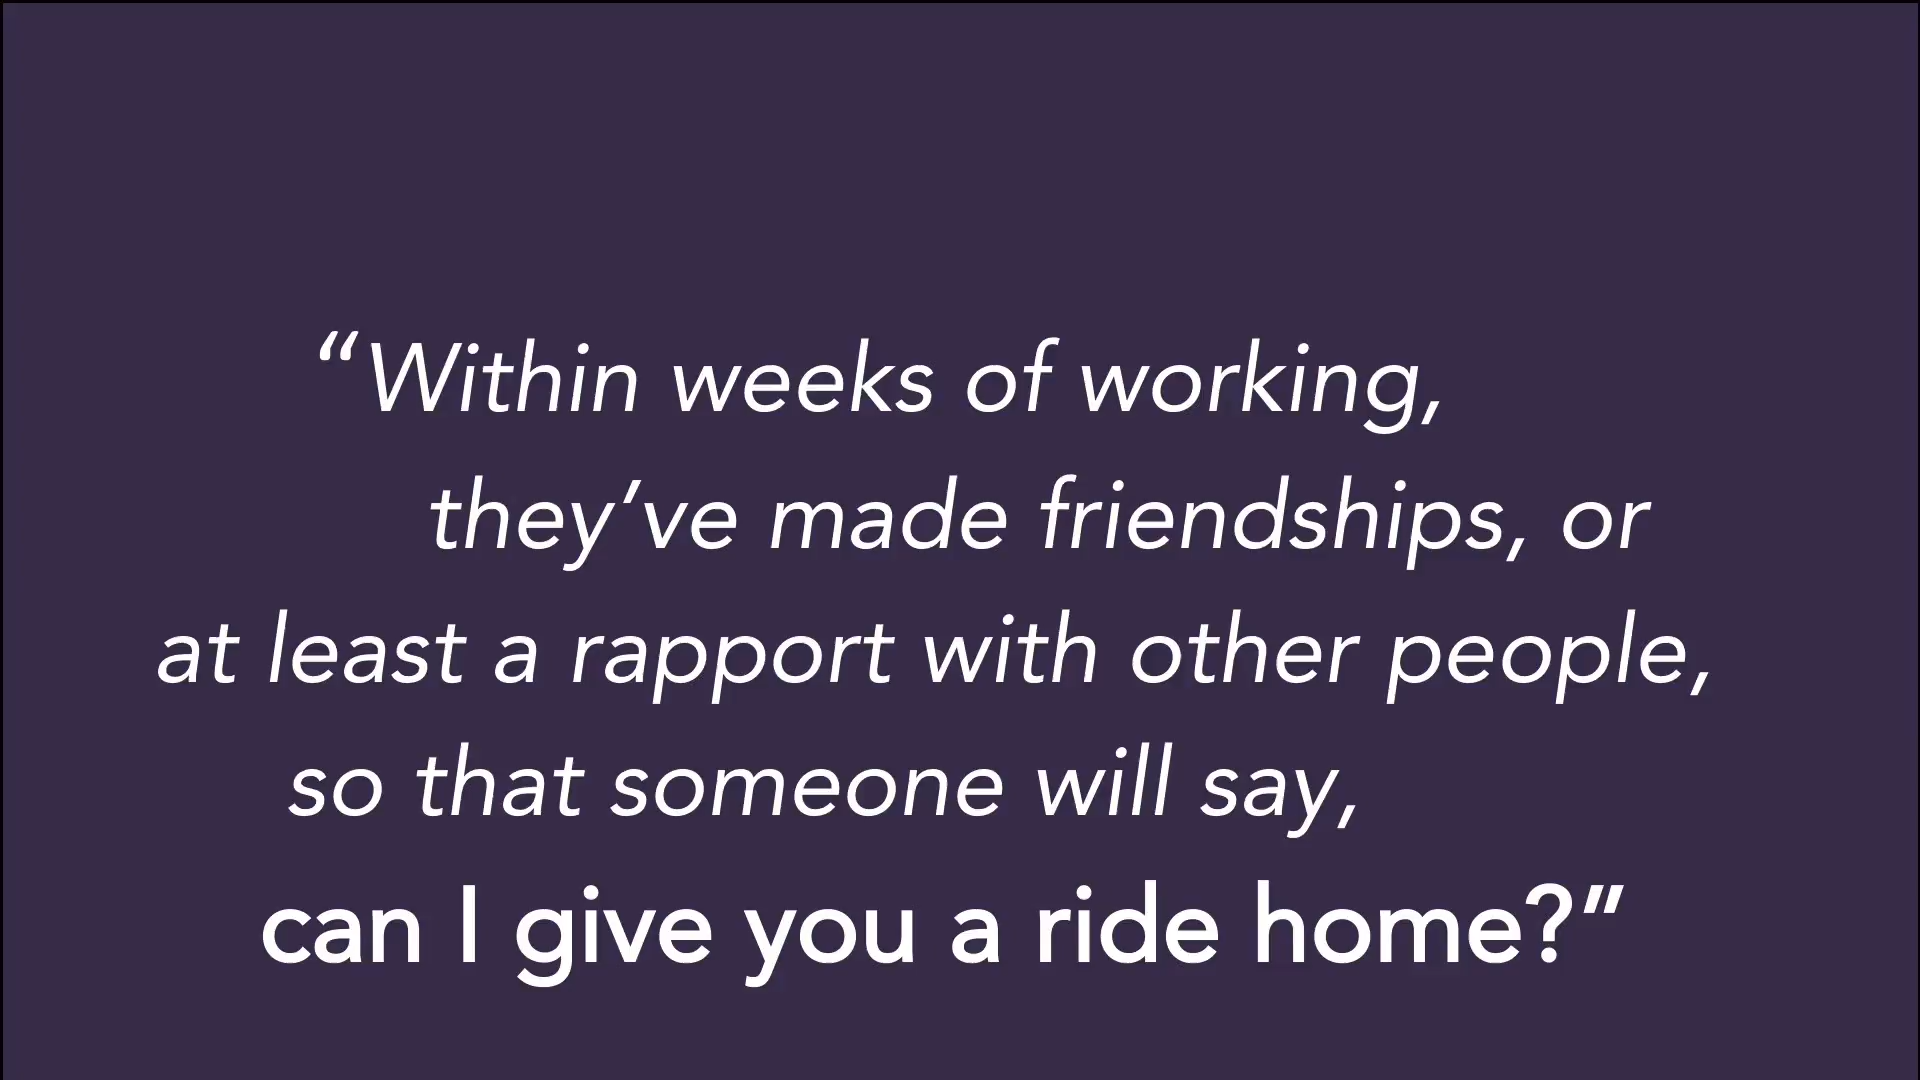 “Within weeks of working,
they’ve made friendships, or
at least a rapport with other people,
so that someone will say,
can I give you a ride home?”